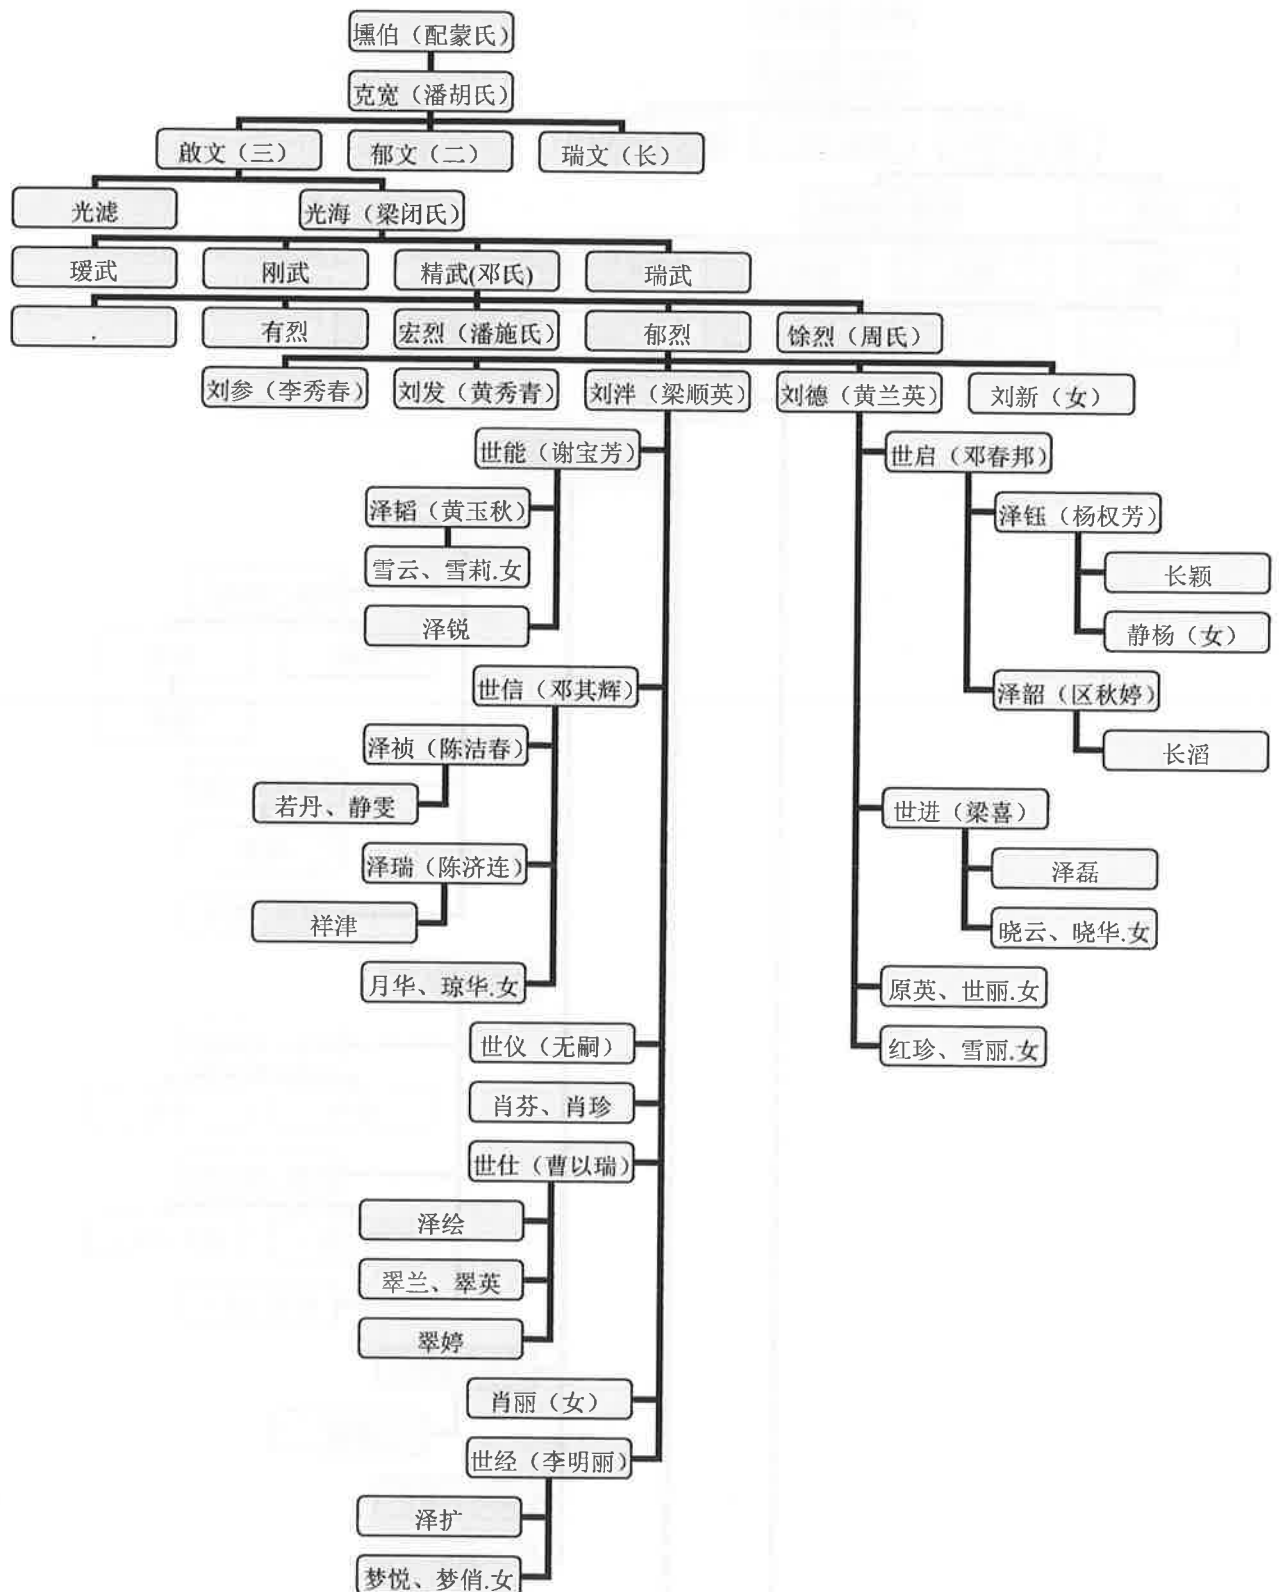 壎伯（配蒙氏）
克宽（潘胡氏）
啟文（三）
郁文（二）
瑞文（长）
光滤
光海（梁闭氏）
瑷武
刚武
精武(邓氏)
瑞武
.
有烈
宏烈（潘施氏）
郁烈
馀烈（周氏）
刘参（李秀春）
刘发（黄秀青）
刘泮（梁顺英）
刘德（黄兰英）
刘新（女）
世能（谢宝芳）
世启（邓春邦）
泽韬（黄玉秋）
泽钰（杨权芳）
雪云、雪莉.女
长颖
泽锐
静杨（女）
世信（邓其辉）
泽韶（区秋婷）
泽祯（陈洁春）
长滔
若丹、静雯
世进（梁喜）
泽瑞（陈济连）
泽磊
祥津
晓云、晓华.女
月华、琼华.女
原英、世丽.女
世仪（无嗣）
红珍、雪丽.女
肖芬、肖珍
世仕（曹以瑞）
泽绘
翠兰、翠英
翠婷
肖丽（女）
世经（李明丽）
泽扩
梦悦、梦俏.女